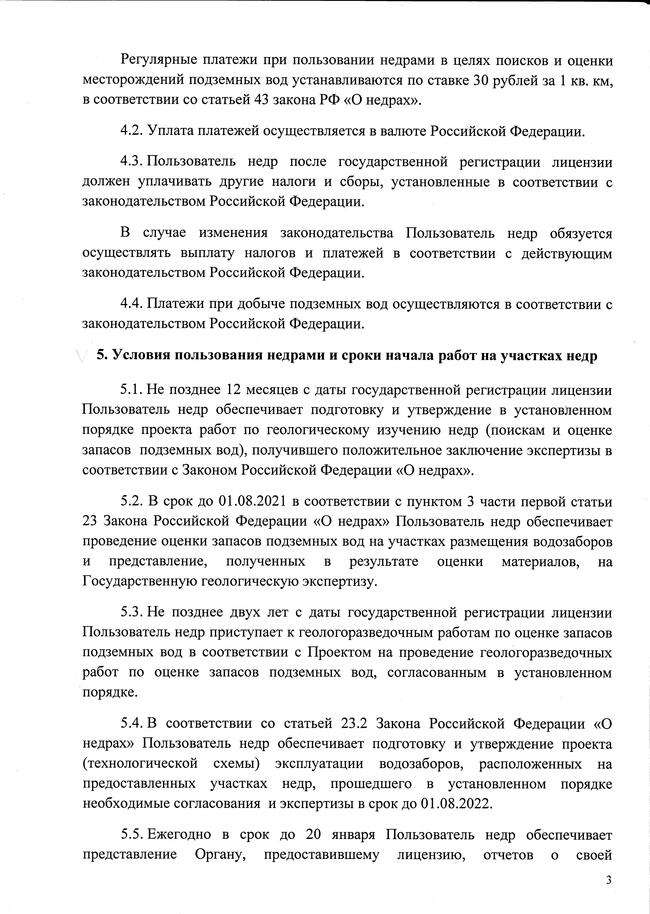 Регулярные платежи при пользовании недрами в целях поисков и оценки
месторождений подземных вод устанавливаются по ставке 30 рублей за 1 кв. км,
в соответствии со статьей 43 закона РФ «О недрах».
4.2. Уплата платежей осуществляется в валюте Российской Федерации.
4.3. Пользователь недр после государственной регистрации лицензии
должен уплачивать другие налоги и сборы, установленные в соответствии с
законодательством Российской Федерации.
В случае изменения законодательства Пользователь недр обязуется
осуществлять выплату налогов и платежей в соответствии с действующим
законодательством Российской Федерации.
4.4. Платежи при добыче подземных вод осуществляются в соответствии с
законодательством Российской Федерации.
5. Условия пользования недрами и сроки начала работ на участках недр
5.1. Не позднее 12 месяцев с даты государственной регистрации лицензии
Пользователь недр обеспечивает подготовку и утверждение в установленном
порядке проекта работ по геологическому изучению недр (поискам и оценке
запасов подземных вод), получившего положительное заключение экспертизы в
соответствии с Законом Российской Федерации «О недрах».
5.2. В срок до 01.08.2021 в соответствии с пунктом 3 части первой статьи
23 Закона Российской Федерации «О недрах» Пользователь недр обеспечивает
проведение оценки запасов подземных вод на участках размещения водозаборов
и представление, полученных в результате оценки материалов, на
Государственную геологическую экспертизу.
5.3. Не позднее двух лет с даты государственной регистрации лицензии
Пользователь недр приступает к геологоразведочным работам по оценке запасов
подземных вод в соответствии с Проектом на проведение геологоразведочных
работ по оценке запасов подземных вод, согласованным в установленном
порядке.
5.4. В соответствии со статьей 23.2 Закона Российской Федерации «О
недрах» Пользователь недр обеспечивает подготовку и утверждение проекта
(технологической схемы) эксплуатации водозаборов, расположенных на
предоставленных участках недр, прошедшего в установленном порядке
необходимые согласования и экспертизы в срок до 01.08.2022.
5.5. Ежегодно в срок до 20 января Пользователь недр обеспечивает
представление Органу, предоставившему лицензию, отчетов о своей
3